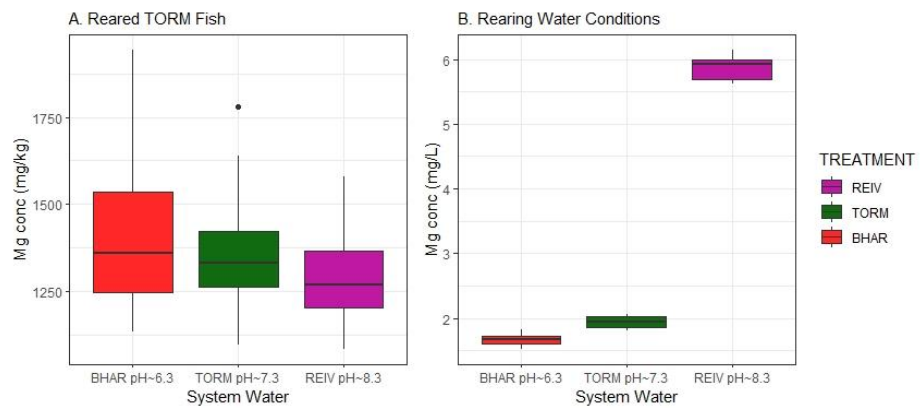 A. Reared TORM Fish
Mg conc (mg/kg)
1750
1500
1250
BHAR pH~6.3 TORM pH~7.3 REIV pH~8.3
System Water
B. Rearing Water Conditions
Mg conc (mg/L)
6
5
4
3
2
BHAR pH~6.3 TORM pH~7.3 REIV pH~8.3
System Water
TREATMENT
REIV
TORM
BHAR